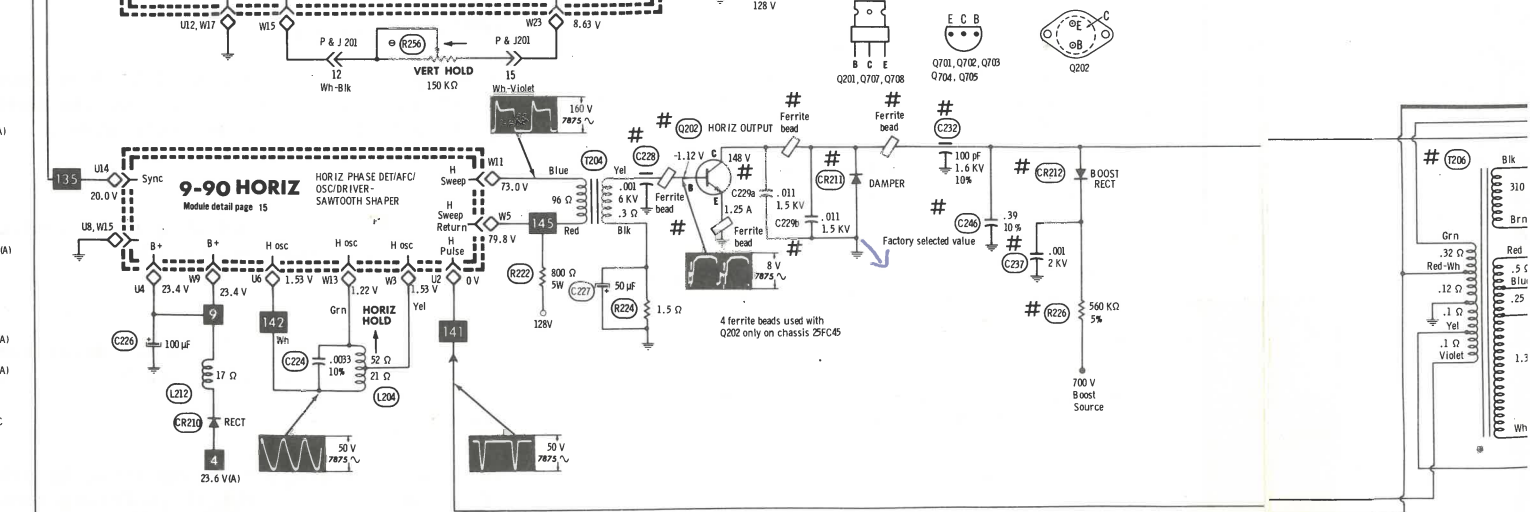 128 V
U12, W17
W15
W23
8.63 V
P & J 201
⊖ R256
P & J201
12
VERT HOLD
15
Wh-Blk
150 KΩ
Wh-Violet
B C E
Q201, Q707, Q708
E C B
Q701, Q702, Q703
Q704, Q705
C
E
B
Q202
160 V
7875
135
U14
20.0 V
Sync
9-90 HORIZ
Module detail page 15
HORIZ PHASE DET/AFC/
OSC/DRIVER-
SAWTOOTH SHAPER
H
Sweep
W11
73.0 V
H
Sweep
Return
W5
79.8 V
H
Pulse
U8, W15
B+
B+
H osc
H osc
H osc
U4
23.4 V
W9
23.4 V
U6
1.53 V
W13
1.22 V
W3
1.53 V
U2
0 V
Blue
T204
Yel
96 Ω
.3 Ω
Red
Blk
145
R222
800 Ω
5W
128V
#
C228
.001
6 KV
Ferrite
bead
#
#
Q202
HORIZ OUTPUT
-1.12 V
C
148 V
#
B
E
1.25 A
Ferrite
bead
#
8 V
7875
C227
50 µF
R224
1.5 Ω
4 ferrite beads used with
Q202 only on chassis 25FC45
#
Ferrite
bead
#
Ferrite
bead
#
CR211
DAMPER
C229a
.011
1.5 KV
C229b
.011
1.5 KV
#
#
C232
100 pF
1.6 KV
10%
#
C246
.39
10 %
Factory selected value
#
CR212
BOOST
RECT
#
C237
.001
2 KV
#
R226
560 KΩ
5%
700 V
Boost
Source
9
142
Wh
Grn
HORIZ
HOLD
Yel
141
C226
100 µF
C224
.0033
10%
52 Ω
21 Ω
L204
L212
17 Ω
CR210
RECT
4
23.6 V(A)
50 V
7875
50 V
7875
#
T206
Blk
310
Brn
Grn
.32 Ω
Red-Wh
.12 Ω
.1 Ω
Yel
.1 Ω
Violet
Red
.5 Ω
Blue
.25
1.3
Wh